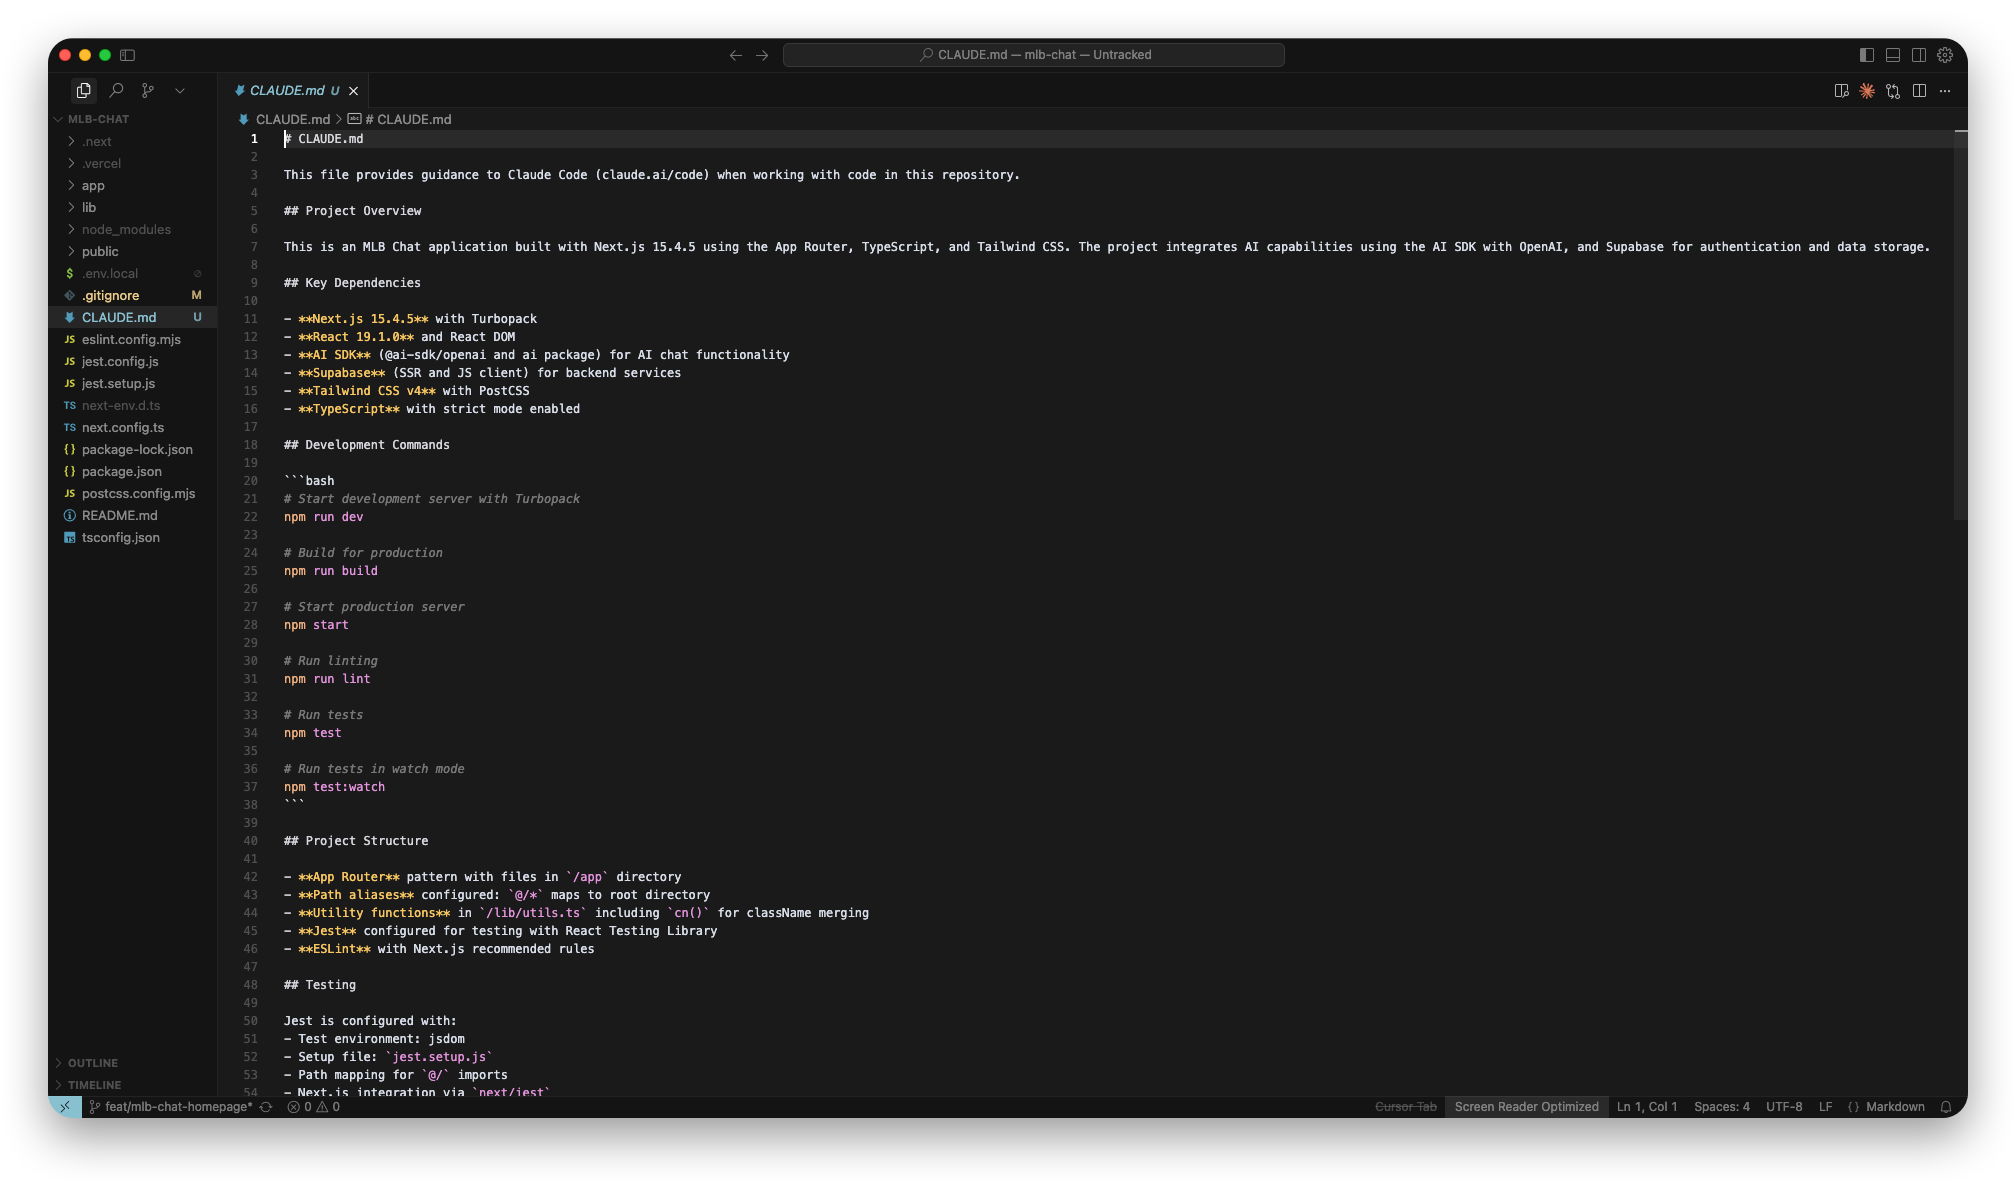 CLAUDE.md — mlb-chat — Untracked
CLAUDE.md U
MLB-CHAT
.next
.vercel
app
lib
node_modules
public
$ .env.local
.gitignore M
CLAUDE.md U
JS eslint.config.mjs
JS jest.config.js
JS jest.setup.js
TS next-env.d.ts
TS next.config.ts
{} package-lock.json
{} package.json
JS postcss.config.mjs
README.md
TS tsconfig.json
OUTLINE
TIMELINE
CLAUDE.md > abc # CLAUDE.md
1 # CLAUDE.md
2
3 This file provides guidance to Claude Code (claude.ai/code) when working with code in this repository.
4
5 ## Project Overview
6
7 This is an MLB Chat application built with Next.js 15.4.5 using the App Router, TypeScript, and Tailwind CSS. The project integrates AI capabilities using the AI SDK with OpenAI, and Supabase for authentication and data storage.
8
9 ## Key Dependencies
10
11 - **Next.js 15.4.5** with Turbopack
12 - **React 19.1.0** and React DOM
13 - **AI SDK** (@ai-sdk/openai and ai package) for AI chat functionality
14 - **Supabase** (SSR and JS client) for backend services
15 - **Tailwind CSS v4** with PostCSS
16 - **TypeScript** with strict mode enabled
17
18 ## Development Commands
19
20 ```bash
21 # Start development server with Turbopack
22 npm run dev
23
24 # Build for production
25 npm run build
26
27 # Start production server
28 npm start
29
30 # Run linting
31 npm run lint
32
33 # Run tests
34 npm test
35
36 # Run tests in watch mode
37 npm test:watch
38 ```
39
40 ## Project Structure
41
42 - **App Router** pattern with files in `/app` directory
43 - **Path aliases** configured: `@/*` maps to root directory
44 - **Utility functions** in `/lib/utils.ts` including `cn()` for className merging
45 - **Jest** configured for testing with React Testing Library
46 - **ESLint** with Next.js recommended rules
47
48 ## Testing
49
50 Jest is configured with:
51 - Test environment: jsdom
52 - Setup file: `jest.setup.js`
53 - Path mapping for `@/` imports
54 - Next.js integration via `next/jest`
feat/mlb-chat-homepage* 0 0
Cursor Tab Screen Reader Optimized Ln 1, Col 1 Spaces: 4 UTF-8 LF {} Markdown